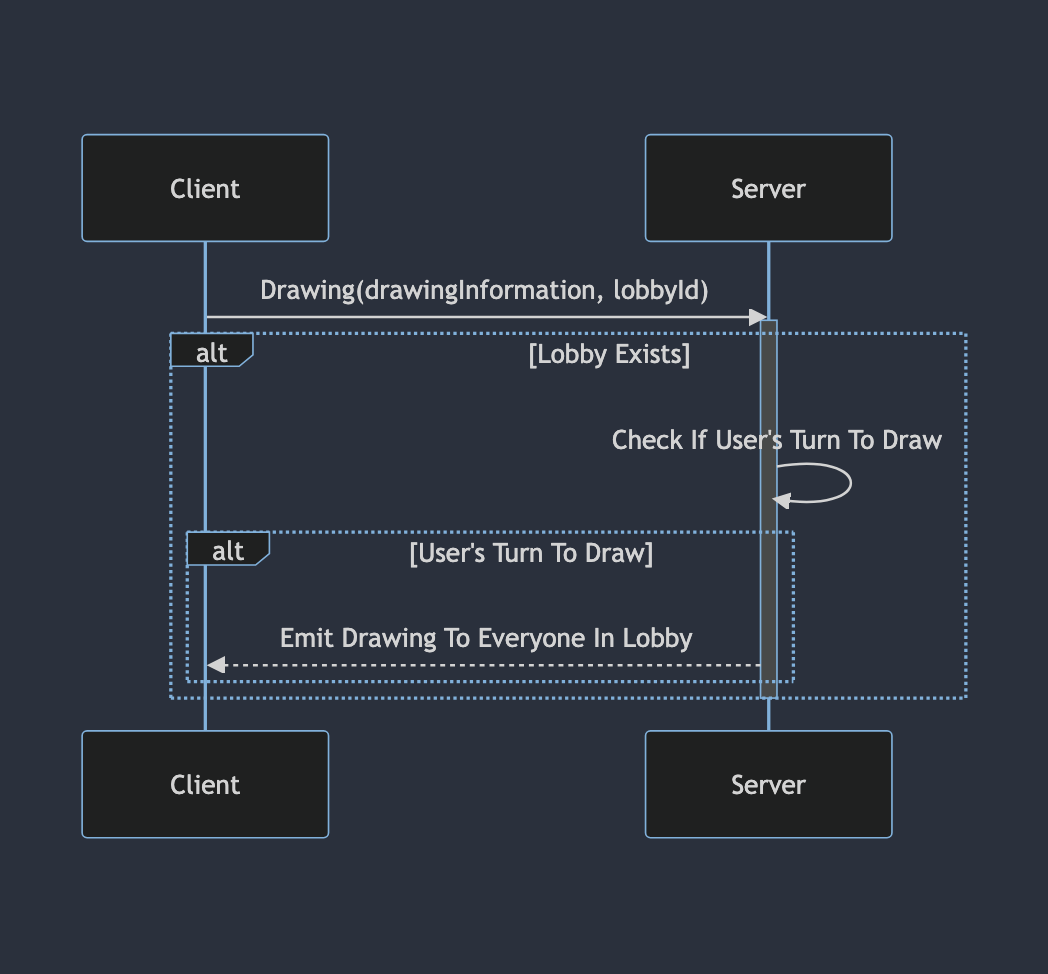 Client
Server
Drawing(drawingInformation, lobbyId)
alt
[Lobby Exists]
Check If User's Turn To Draw
alt
[User's Turn To Draw]
Emit Drawing To Everyone In Lobby
Client
Server